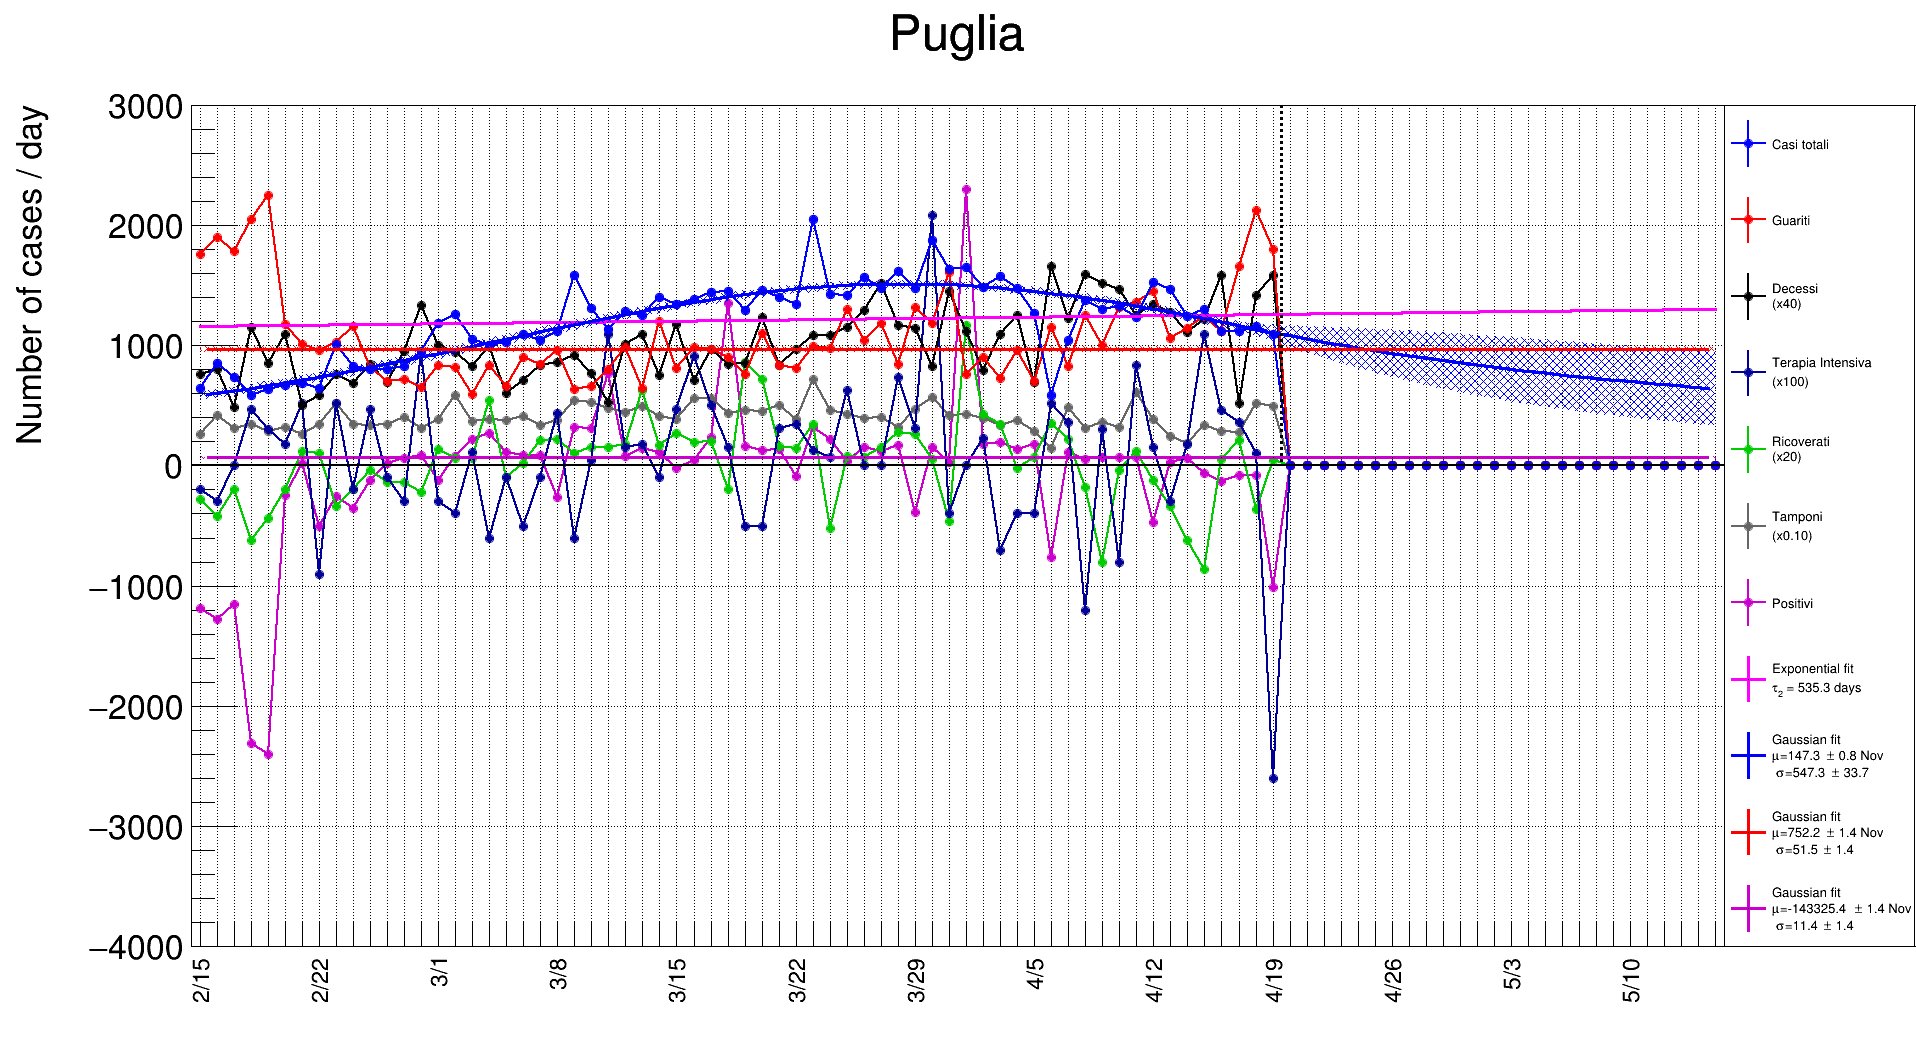 Puglia
Number of cases / day
3000
2000
1000
0
−1000
−2000
−3000
−4000
2/15
2/22
3/1
3/8
3/15
3/22
3/29
4/5
4/12
4/19
4/26
5/3
5/10
Casi totali
Guariti
Decessi
(x40)
Terapia Intensiva
(x100)
Ricoverati
(x20)
Tamponi
(x0.10)
Positivi
Exponential fit
τ2 = 535.3 days
Gaussian fit
μ=147.3 ± 0.8 Nov
σ=547.3 ± 33.7
Gaussian fit
μ=752.2 ± 1.4 Nov
σ=51.5 ± 1.4
Gaussian fit
μ=-143325.4 ± 1.4 Nov
σ=11.4 ± 1.4